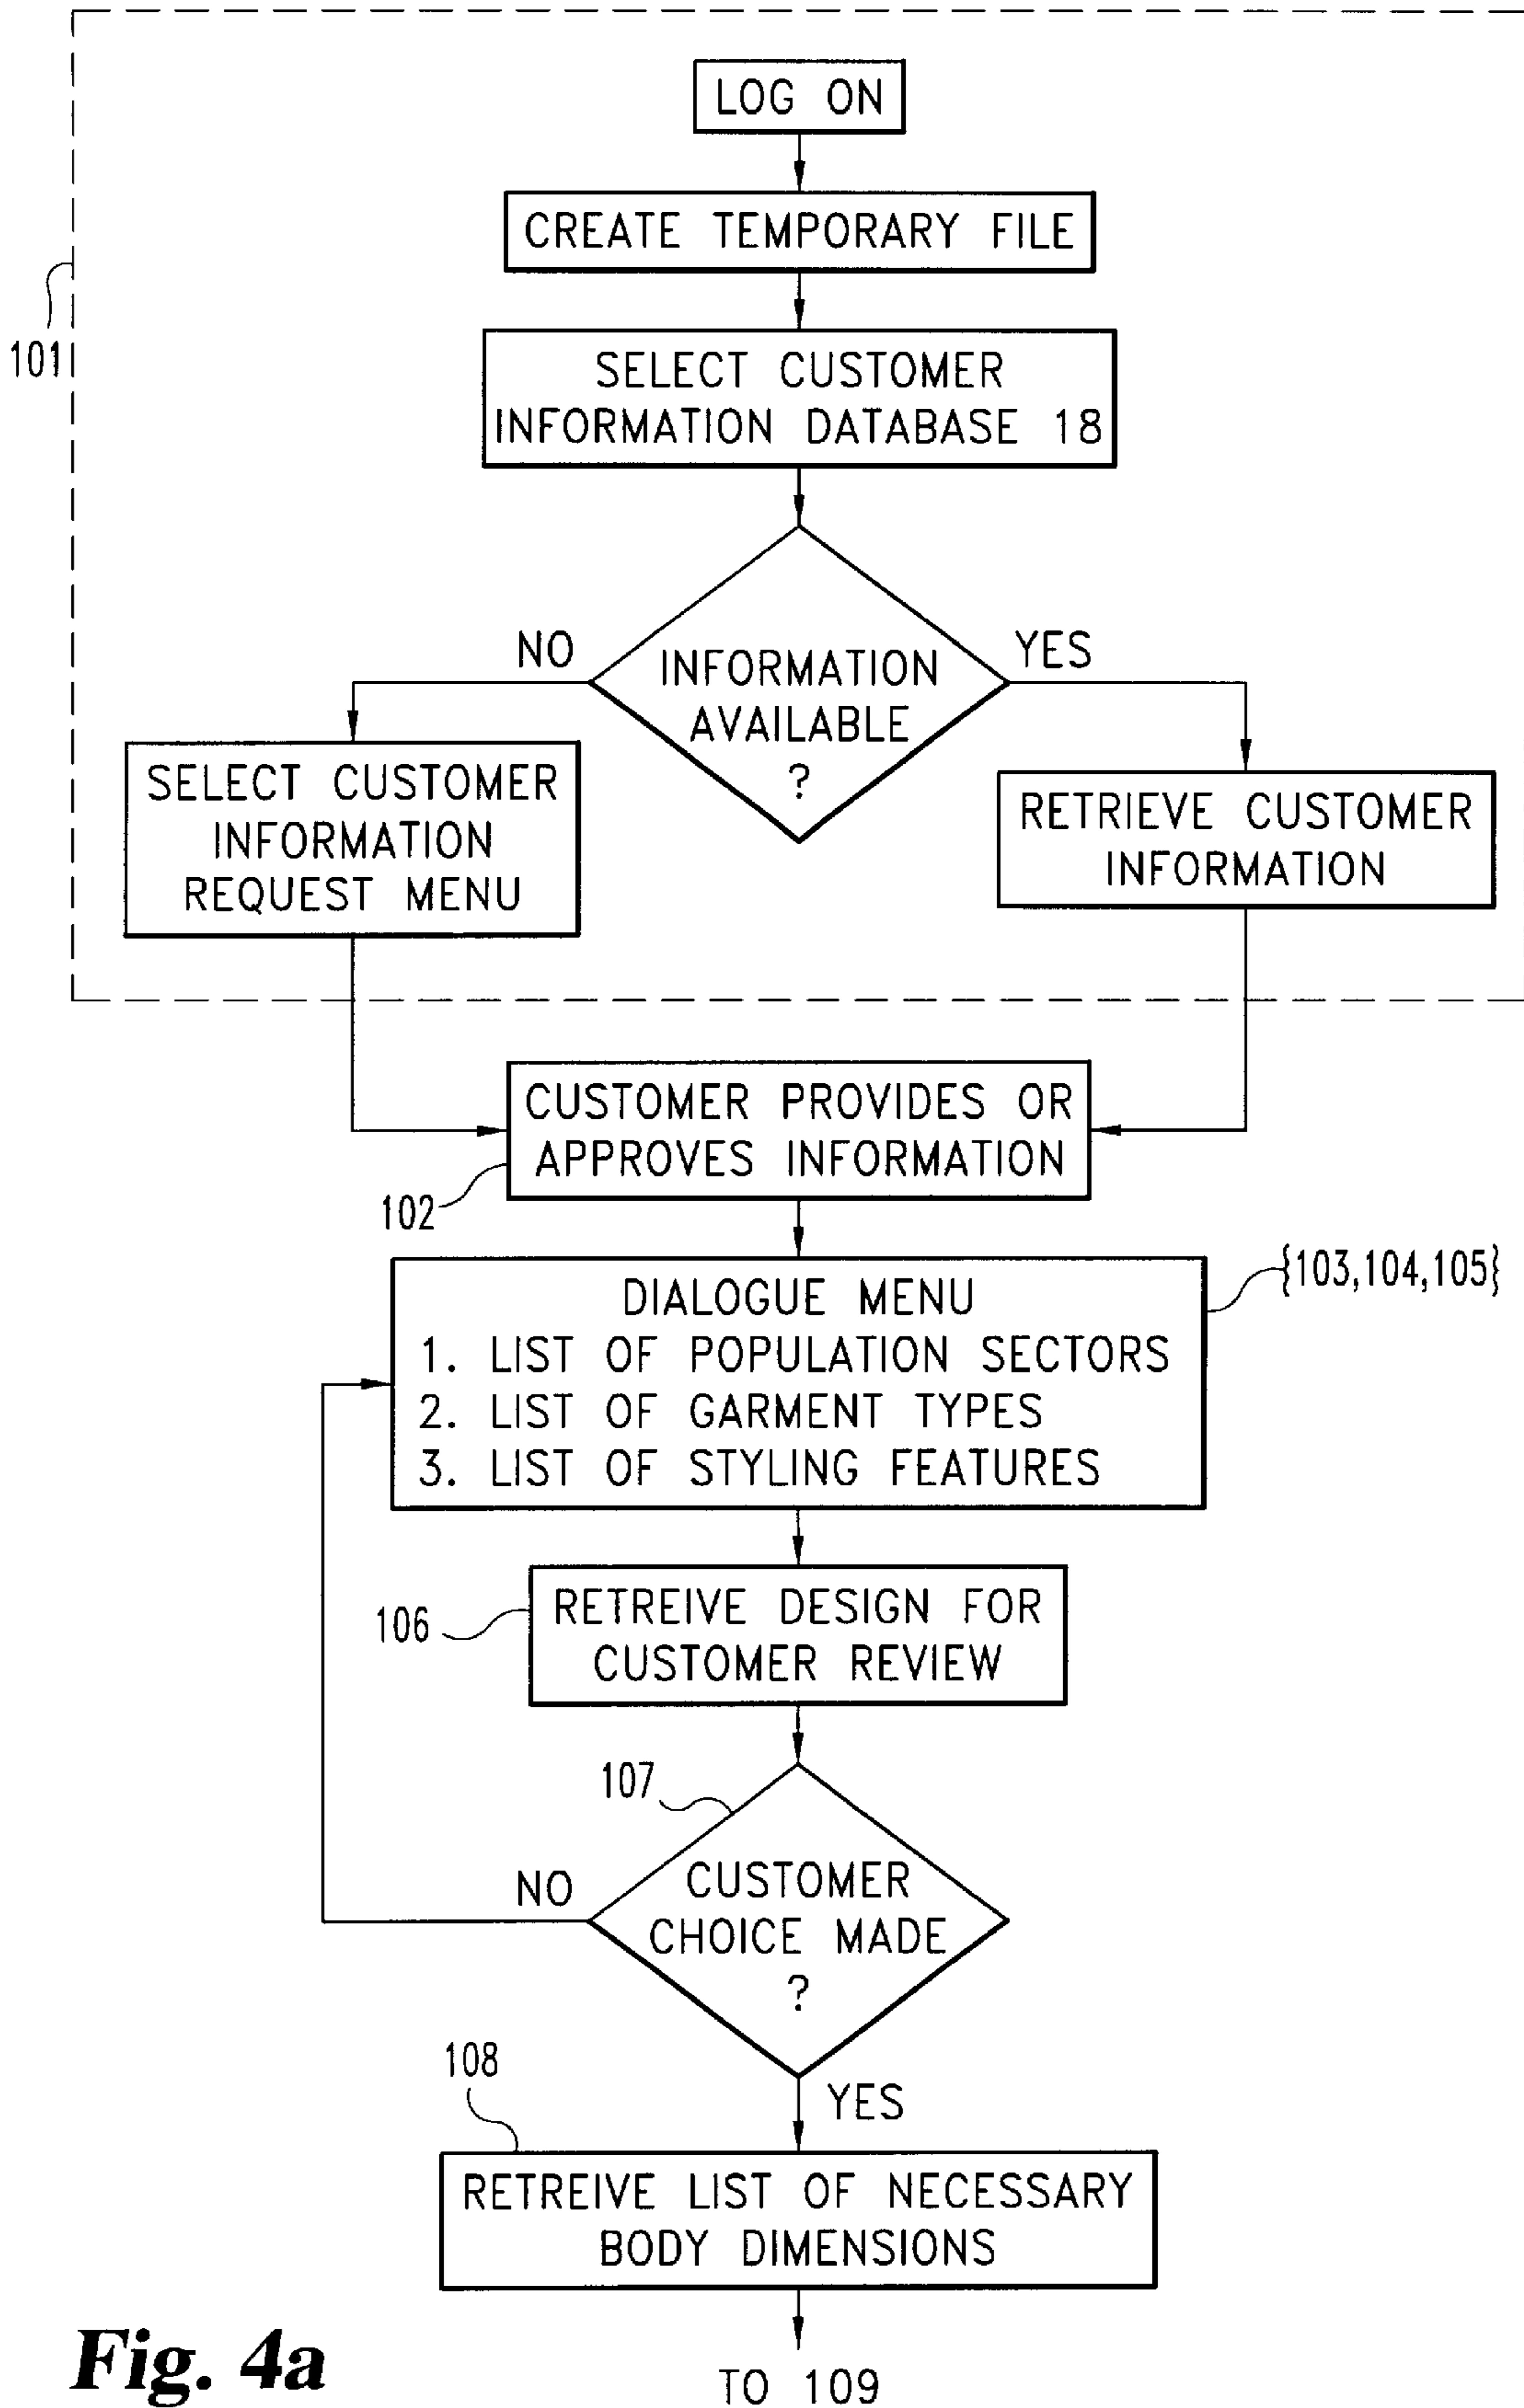 LOG ON
CREATE TEMPORARY FILE
101
SELECT CUSTOMER
INFORMATION DATABASE 18
NO
YES
INFORMATION
AVAILABLE
?
SELECT CUSTOMER
INFORMATION
REQUEST MENU
RETRIEVE CUSTOMER
INFORMATION
CUSTOMER PROVIDES OR
APPROVES INFORMATION
102
{103,104,105}
DIALOGUE MENU
1. LIST OF POPULATION SECTORS
2. LIST OF GARMENT TYPES
3. LIST OF STYLING FEATURES
106
RETREIVE DESIGN FOR
CUSTOMER REVIEW
107
NO
CUSTOMER
CHOICE MADE
?
108
YES
RETREIVE LIST OF NECESSARY
BODY DIMENSIONS
TO 109
Fig. 4a